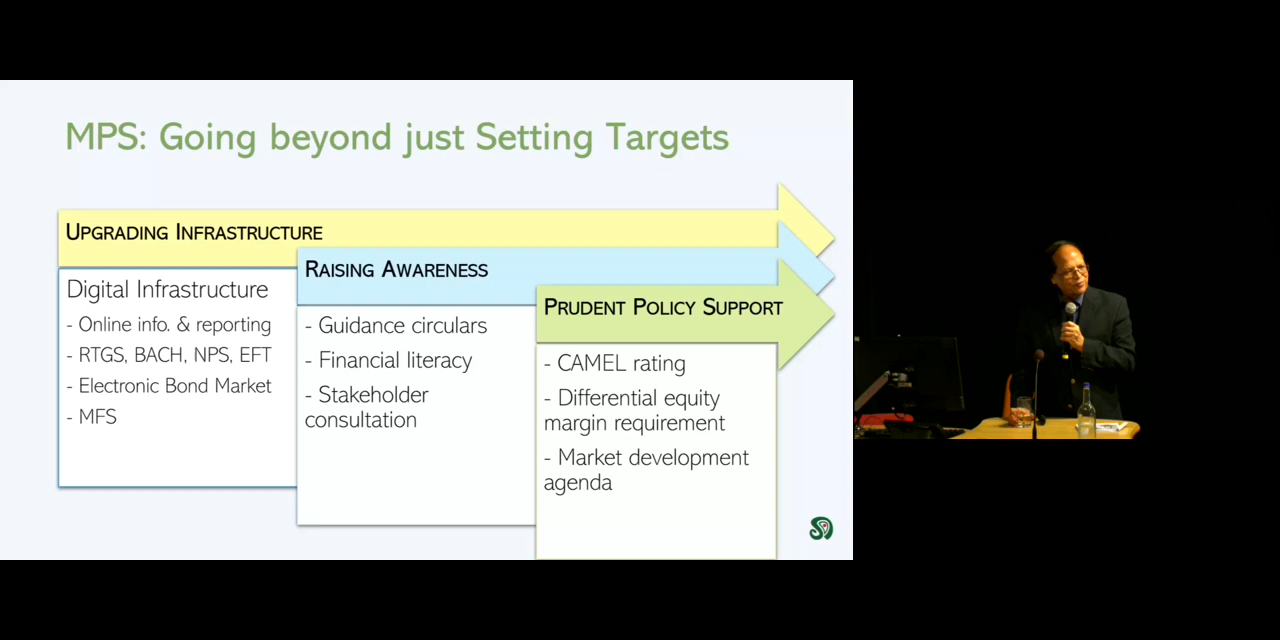 MPS: Going beyond just Setting Targets
UPGRADING INFRASTRUCTURE
Digital Infrastructure
- Online info. & reporting
- RTGS, BACH, NPS, EFT
- Electronic Bond Market
- MFS
RAISING AWARENESS
- Guidance circulars
- Financial literacy
- Stakeholder
consultation
PRUDENT POLICY SUPPORT
- CAMEL rating
- Differential equity
margin requirement
- Market development
agenda